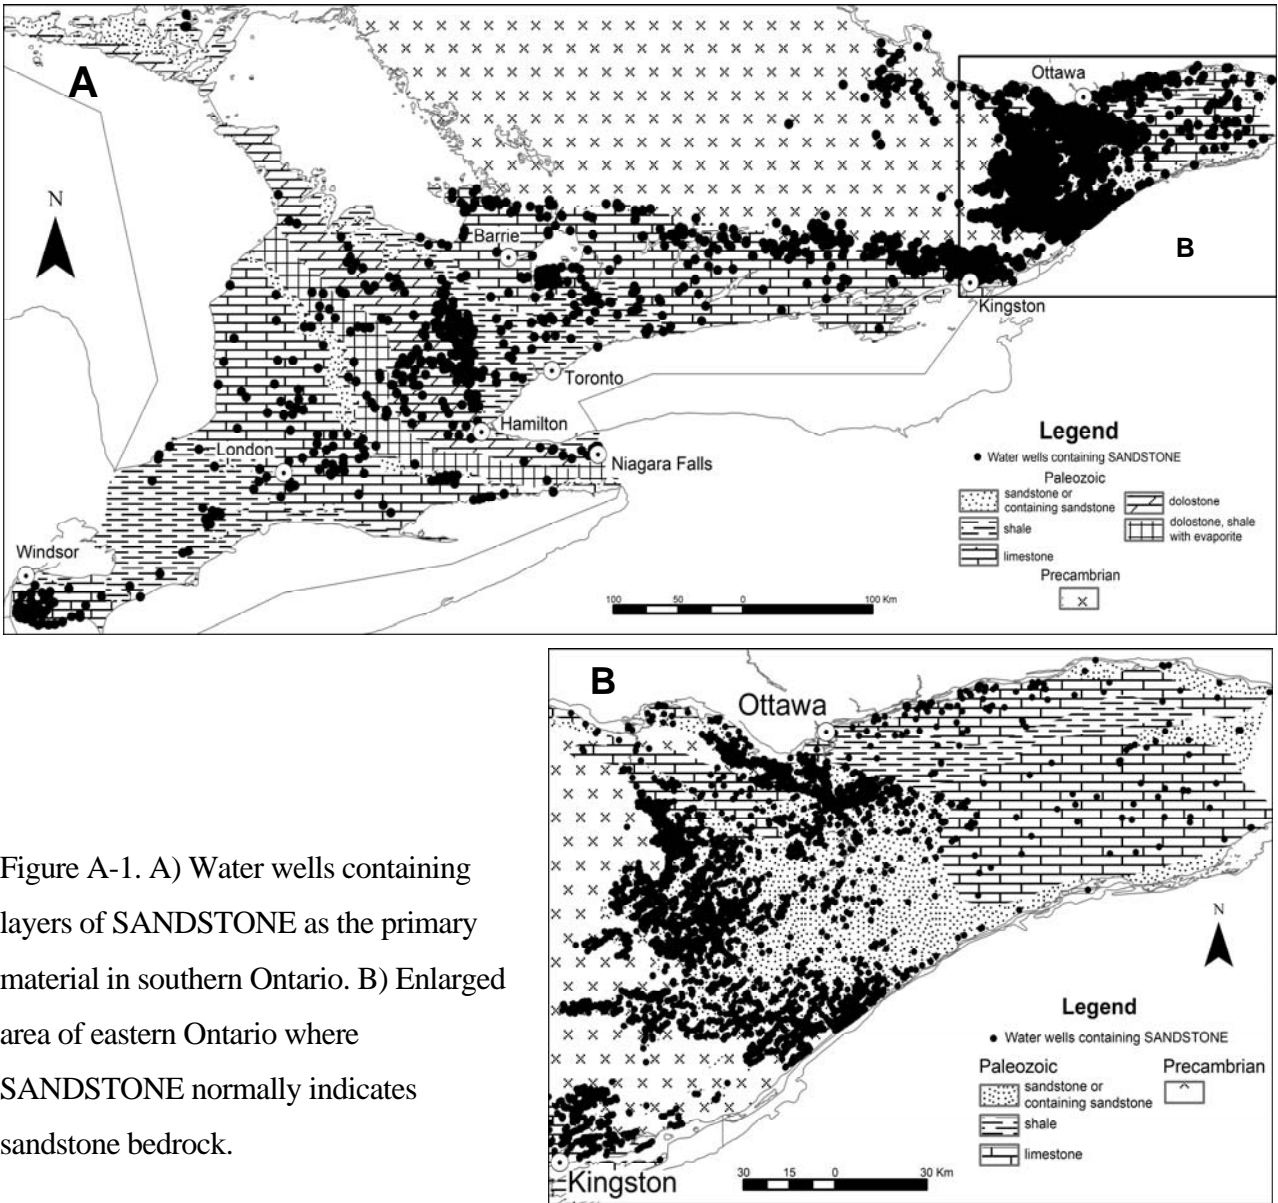 A
N
Ottawa
Barrie
B
Kingston
Toronto
Hamilton
London
Niagara Falls
Windsor
Legend
Water wells containing SANDSTONE
Paleozoic
sandstone or
containing sandstone
dolostone
shale
dolostone, shale
with evaporite
limestone
Precambrian
100 50 0 100 Km
B
Ottawa
N
Legend
Water wells containing SANDSTONE
Paleozoic
Precambrian
sandstone or
containing sandstone
shale
limestone
Kingston
30 15 0 30 Km
Figure A-1. A) Water wells containing
layers of SANDSTONE as the primary
material in southern Ontario. B) Enlarged
area of eastern Ontario where
SANDSTONE normally indicates
sandstone bedrock.